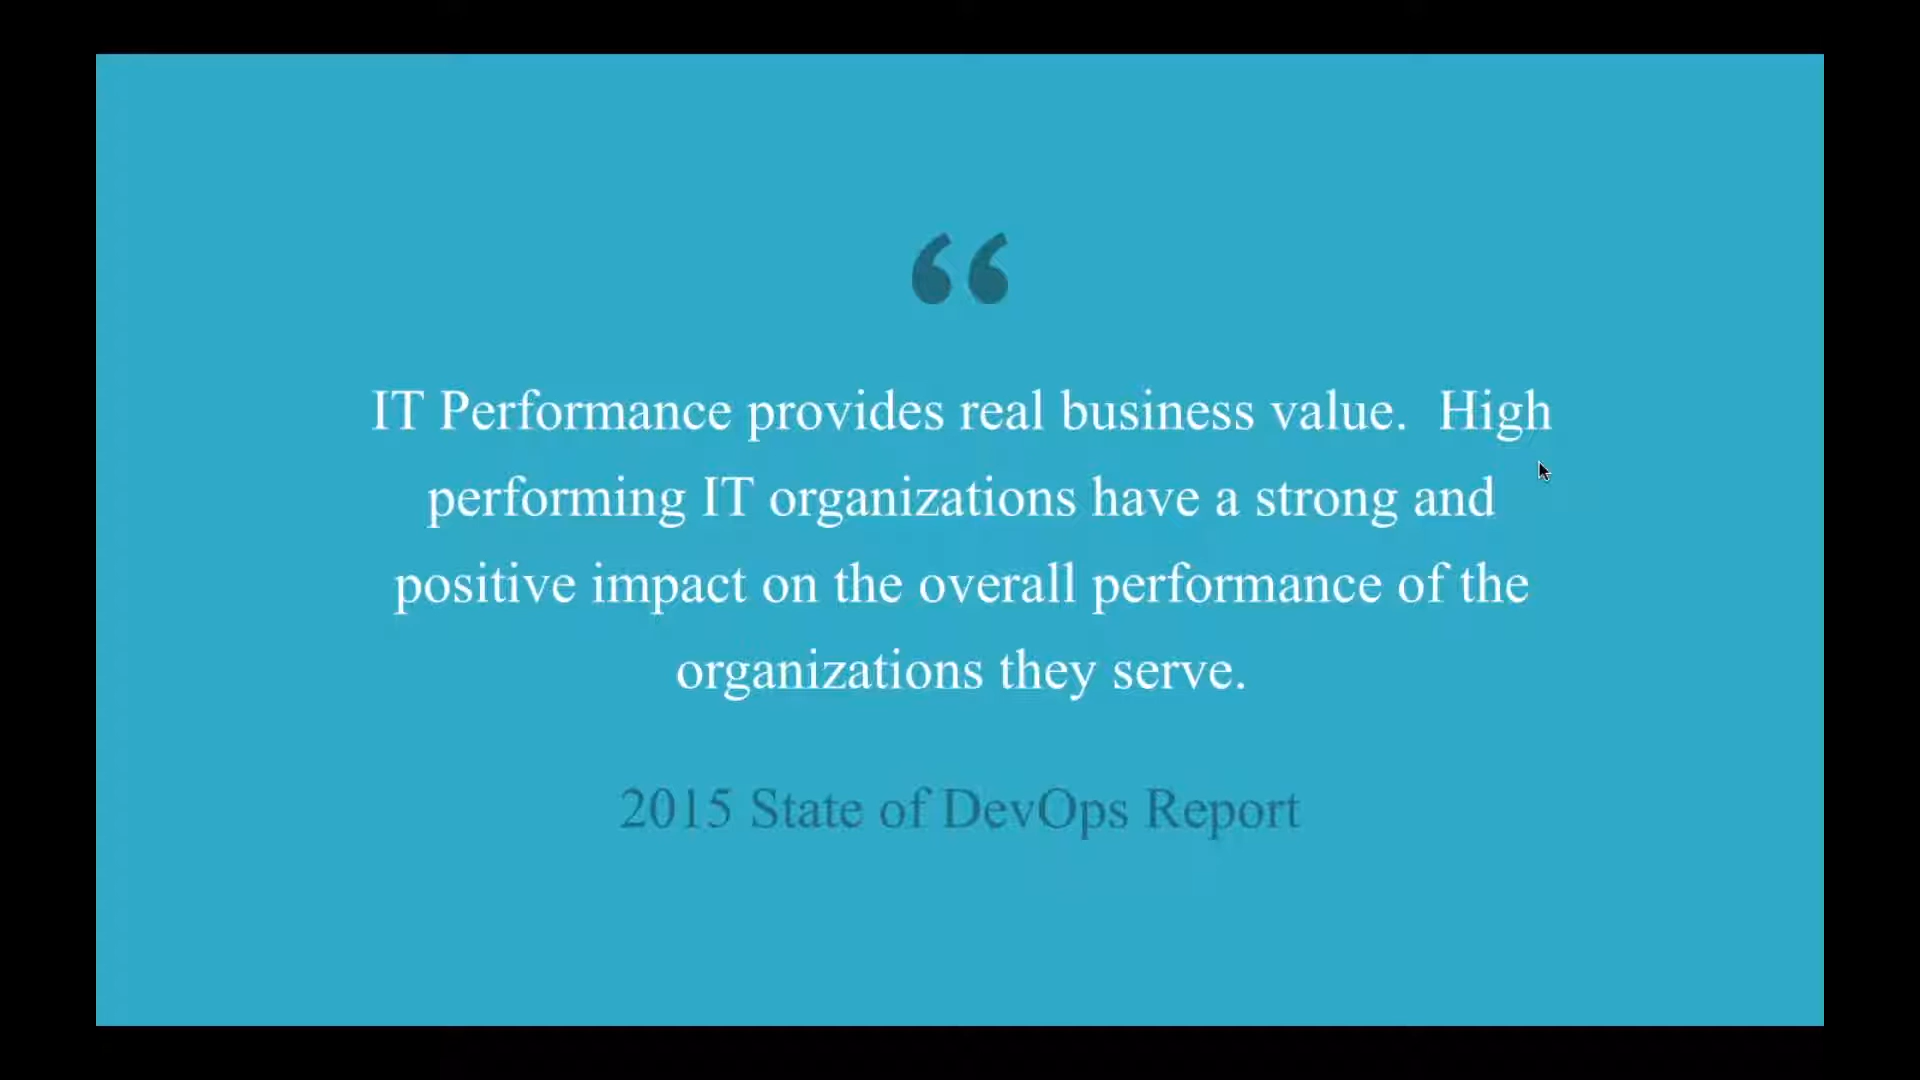 “
IT Performance provides real business value.  High
performing IT organizations have a strong and
positive impact on the overall performance of the
organizations they serve.
2015 State of DevOps Report